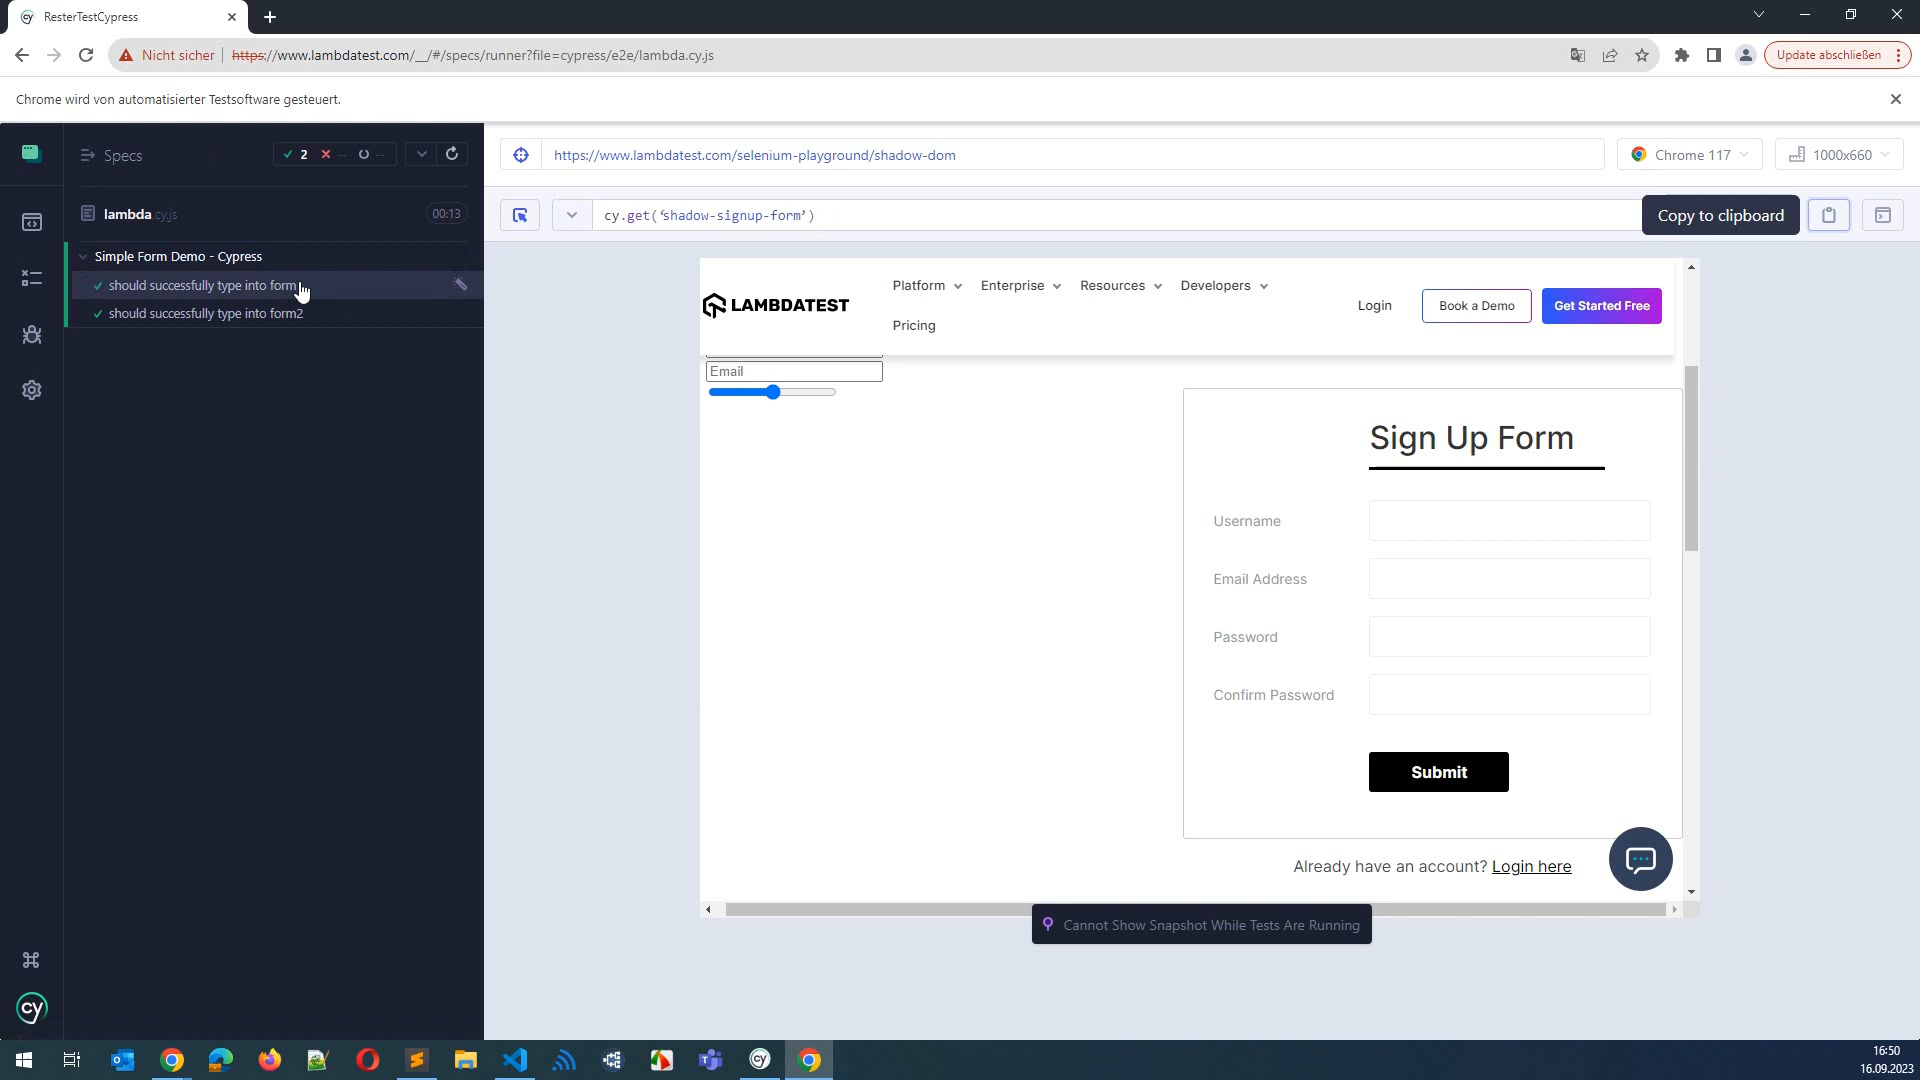 ResterTestCypress
Nicht sicher
https://www.lambdatest.com/__/#/specs/runner?file=cypress/e2e/lambda.cy.js
Update abschließen
Chrome wird von automatisierter Testsoftware gesteuert.
Specs
2
--
--
https://www.lambdatest.com/selenium-playground/shadow-dom
Chrome 117
1000x660
lambda.cy.js
00:13
cy.get(‘shadow-signup-form’)
Copy to clipboard
Simple Form Demo - Cypress
should successfully type into form
should successfully type into form2
LAMBDATEST
Platform
Enterprise
Resources
Developers
Pricing
Login
Book a Demo
Get Started Free
Email
Sign Up Form
Username
Email Address
Password
Confirm Password
Submit
Already have an account? Login here
Cannot Show Snapshot While Tests Are Running
cy
cy
16:50
16.09.2023